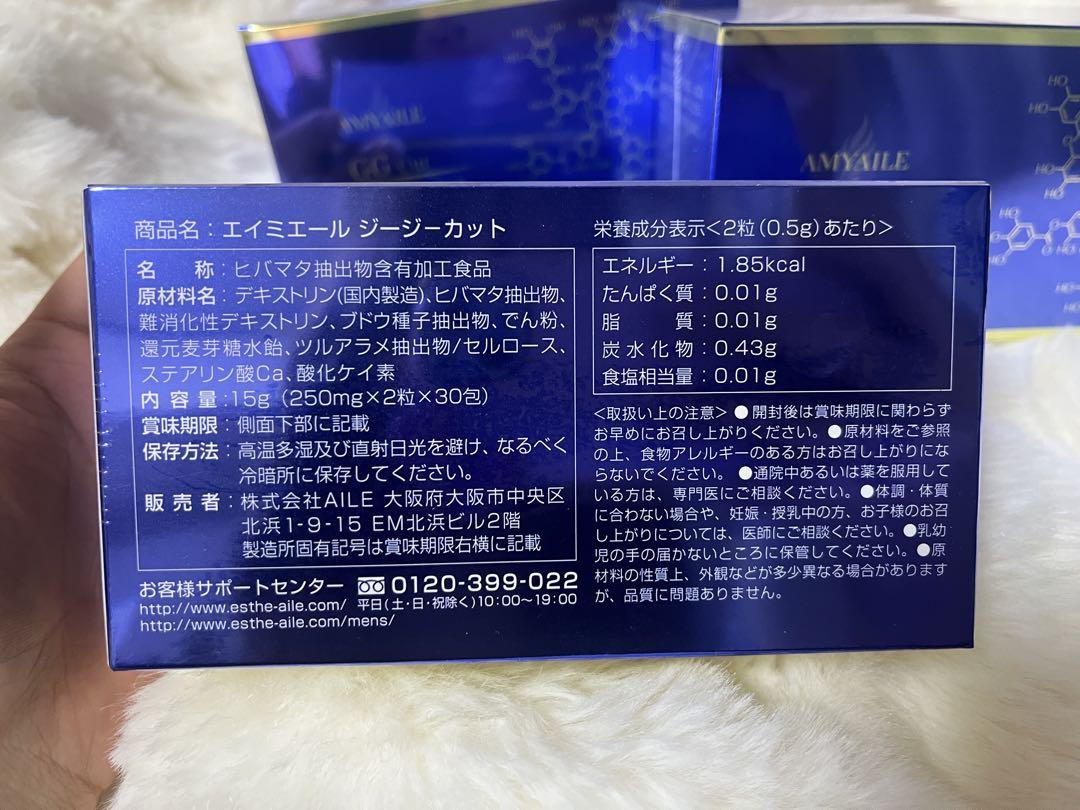 AMYAILE
GG
AMYAILE
HO
HO
HO
HO
HO
HO
HO
商品名：エイミエール ジージーカット
名称：ヒバマタ抽出物含有加工食品
原材料名：デキストリン(国内製造)、ヒバマタ抽出物、
難消化性デキストリン、ブドウ種子抽出物、でん粉、
還元麦芽糖水飴、ツルアラメ抽出物/セルロース、
ステアリン酸Ca、酸化ケイ素
内容量：15g（250mg×2粒×30包）
賞味期限：側面下部に記載
保存方法：高温多湿及び直射日光を避け、なるべく
冷暗所に保存してください。
販売者：株式会社AILE 大阪府大阪市中央区
北浜1-9-15 EM北浜ビル2階
製造所固有記号は賞味期限右横に記載
お客様サポートセンター 0120-399-022
http://www.esthe-aile.com/ 平日(土・日・祝除く)10:00〜19:00
http://www.esthe-aile.com/mens/
栄養成分表示<2粒(0.5g)あたり>
エネルギー：1.85kcal
たんぱく質：0.01g
脂質：0.01g
炭水化物：0.43g
食塩相当量：0.01g
<取扱い上の注意> ●開封後は賞味期限に関わらず
お早めにお召し上がりください。●原材料をご参照
の上、食物アレルギーのある方はお召し上がりにな
らないでください。●通院中あるいは薬を服用して
いる方は、専門医にご相談ください。●体調・体質
に合わない場合や、妊娠・授乳中の方、お子様のお召
し上がりについては、医師にご相談ください。●乳幼
児の手の届かないところに保管してください。●原
材料の性質上、外観などが多少異なる場合があります
が、品質に問題ありません。